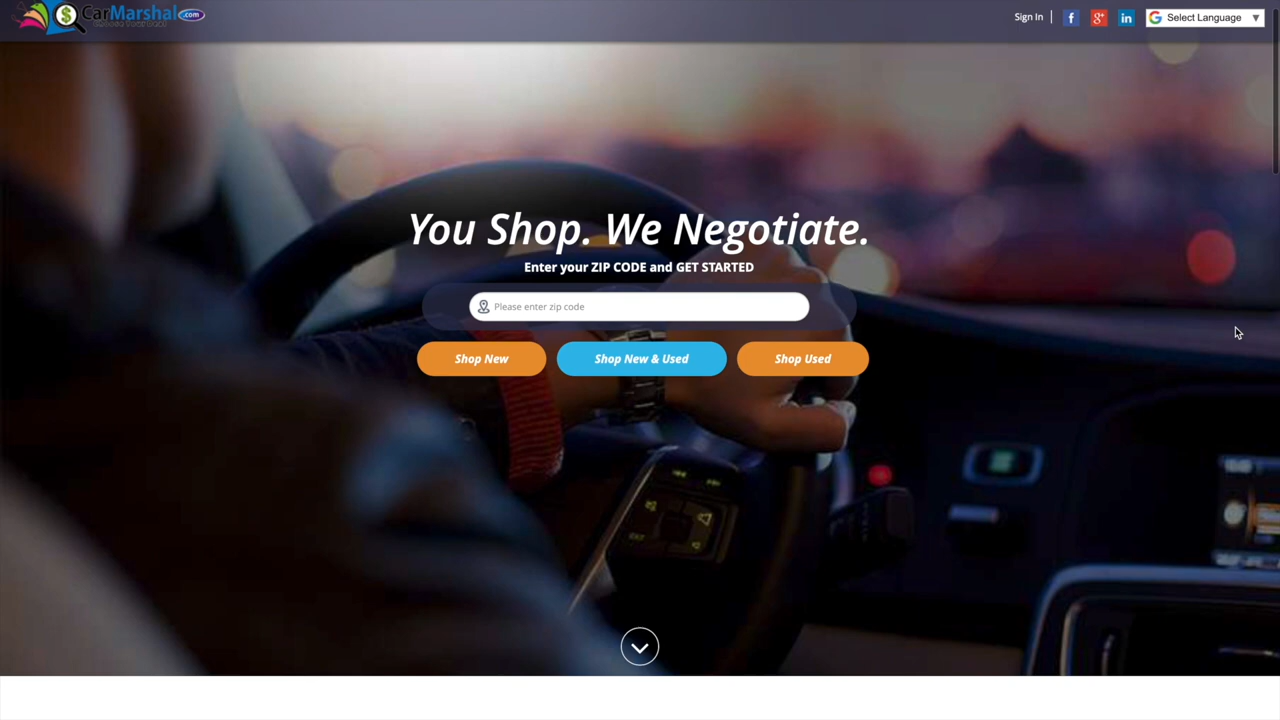 CarMarshal.com
Sign In
f
g+
in
G Select Language ▼
You Shop. We Negotiate.
Enter your ZIP CODE and GET STARTED
Please enter zip code
Shop New
Shop New & Used
Shop Used